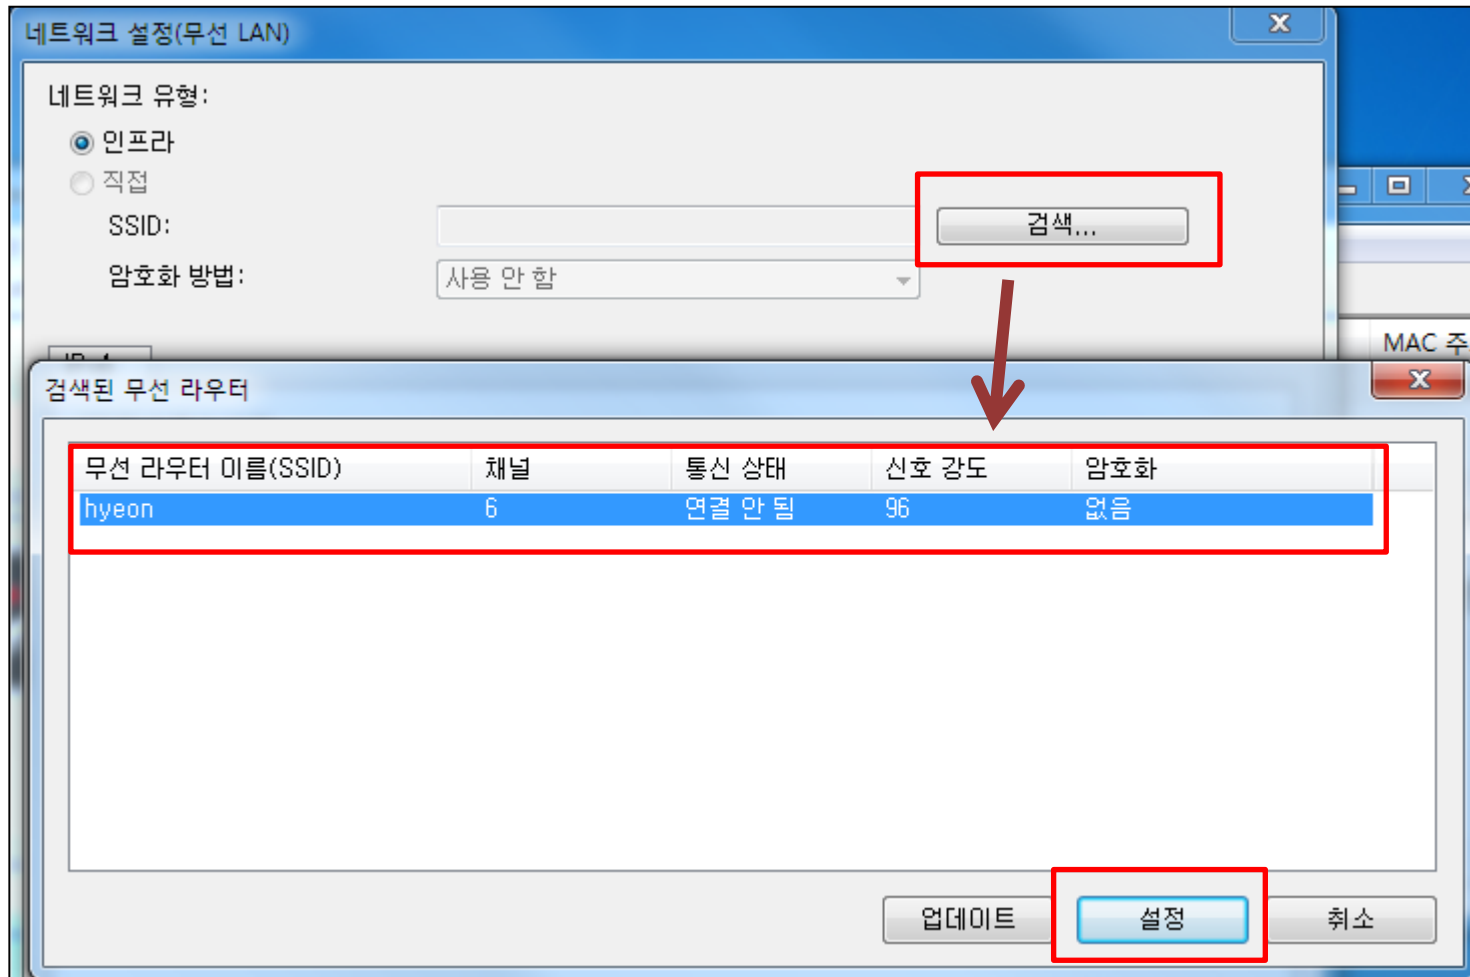 네트워크 설정(무선 LAN)
네트워크 유형:
인프라
직접
SSID:
검색...
암호화 방법:
사용 안 함
MAC 주
검색된 무선 라우터
무선 라우터 이름(SSID) 채널 통신 상태 신호 강도 암호화
hyeon 6 연결 안 됨 96 없음
업데이트 설정 취소